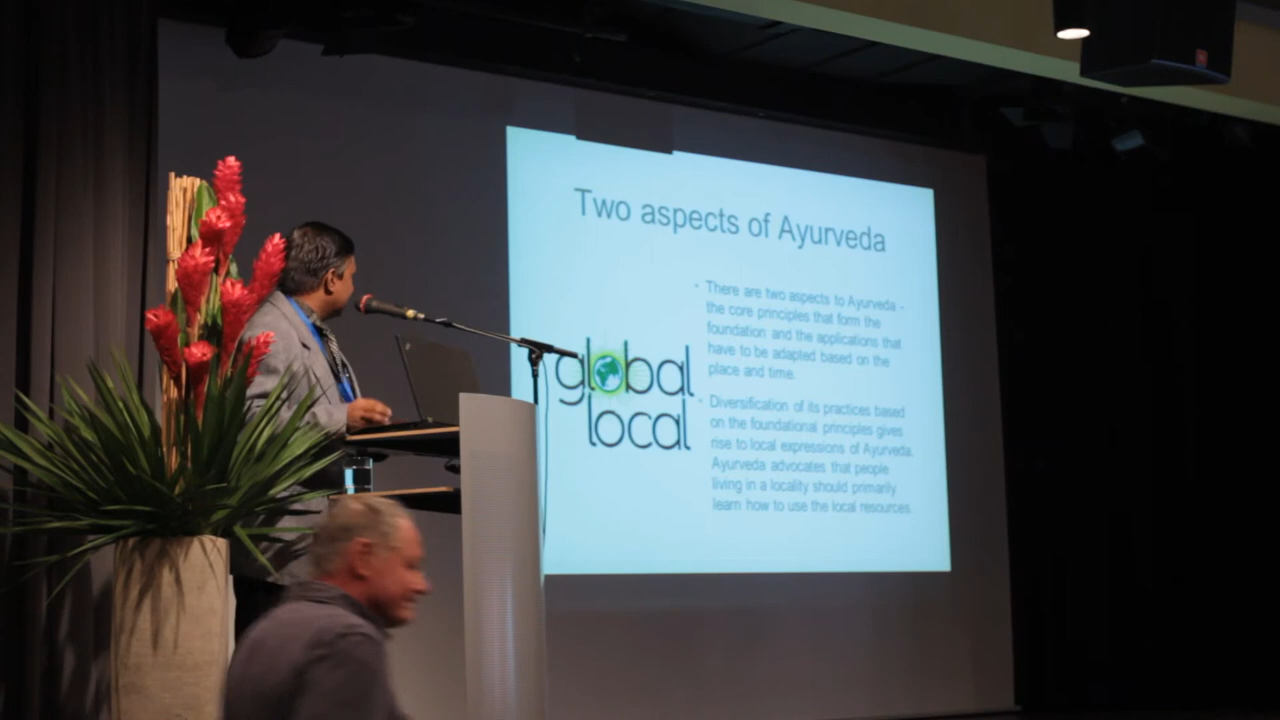 Two aspects of Ayurveda
There are two aspects to Ayurveda -
the core principles that form the
foundation and the applications that
have to be adapted based on the
place and time.
global
local
Diversification of its practices based
on the foundational principles gives
rise to local expressions of Ayurveda.
Ayurveda advocates that people
living in a locality should primarily
learn how to use the local resources.